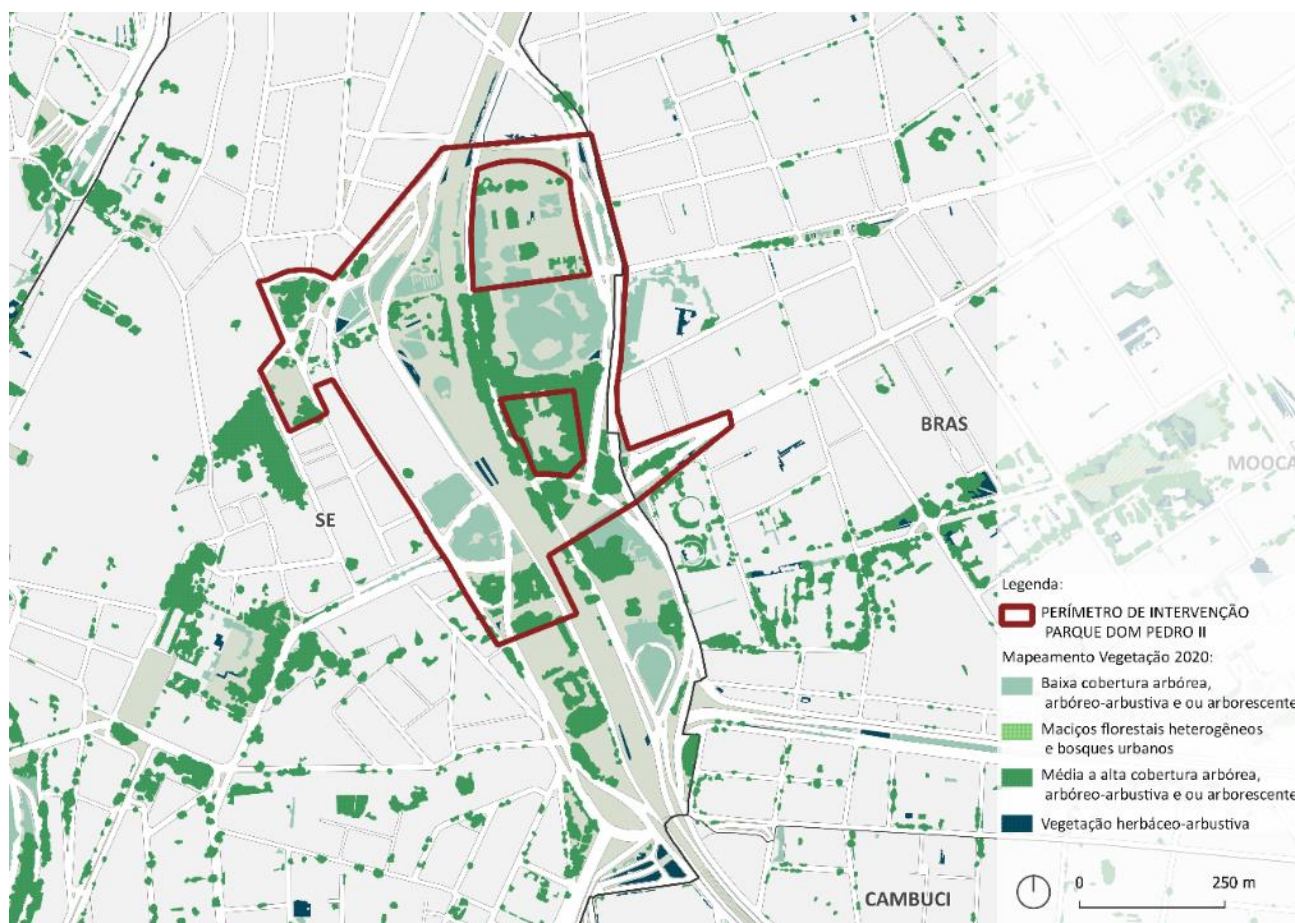 BRAS
MOOCA
SE
Legenda:
PERÍMETRO DE INTERVENÇÃO
PARQUE DOM PEDRO II
Mapeamento Vegetação 2020:
Baixa cobertura arbórea,
arbóreo-arbustiva e ou arborescente
Maciços florestais heterogêneos
e bosques urbanos
Média a alta cobertura arbórea,
arbóreo-arbustiva e ou arborescente
Vegetação herbáceo-arbustiva
0 250 m
CAMBUCI